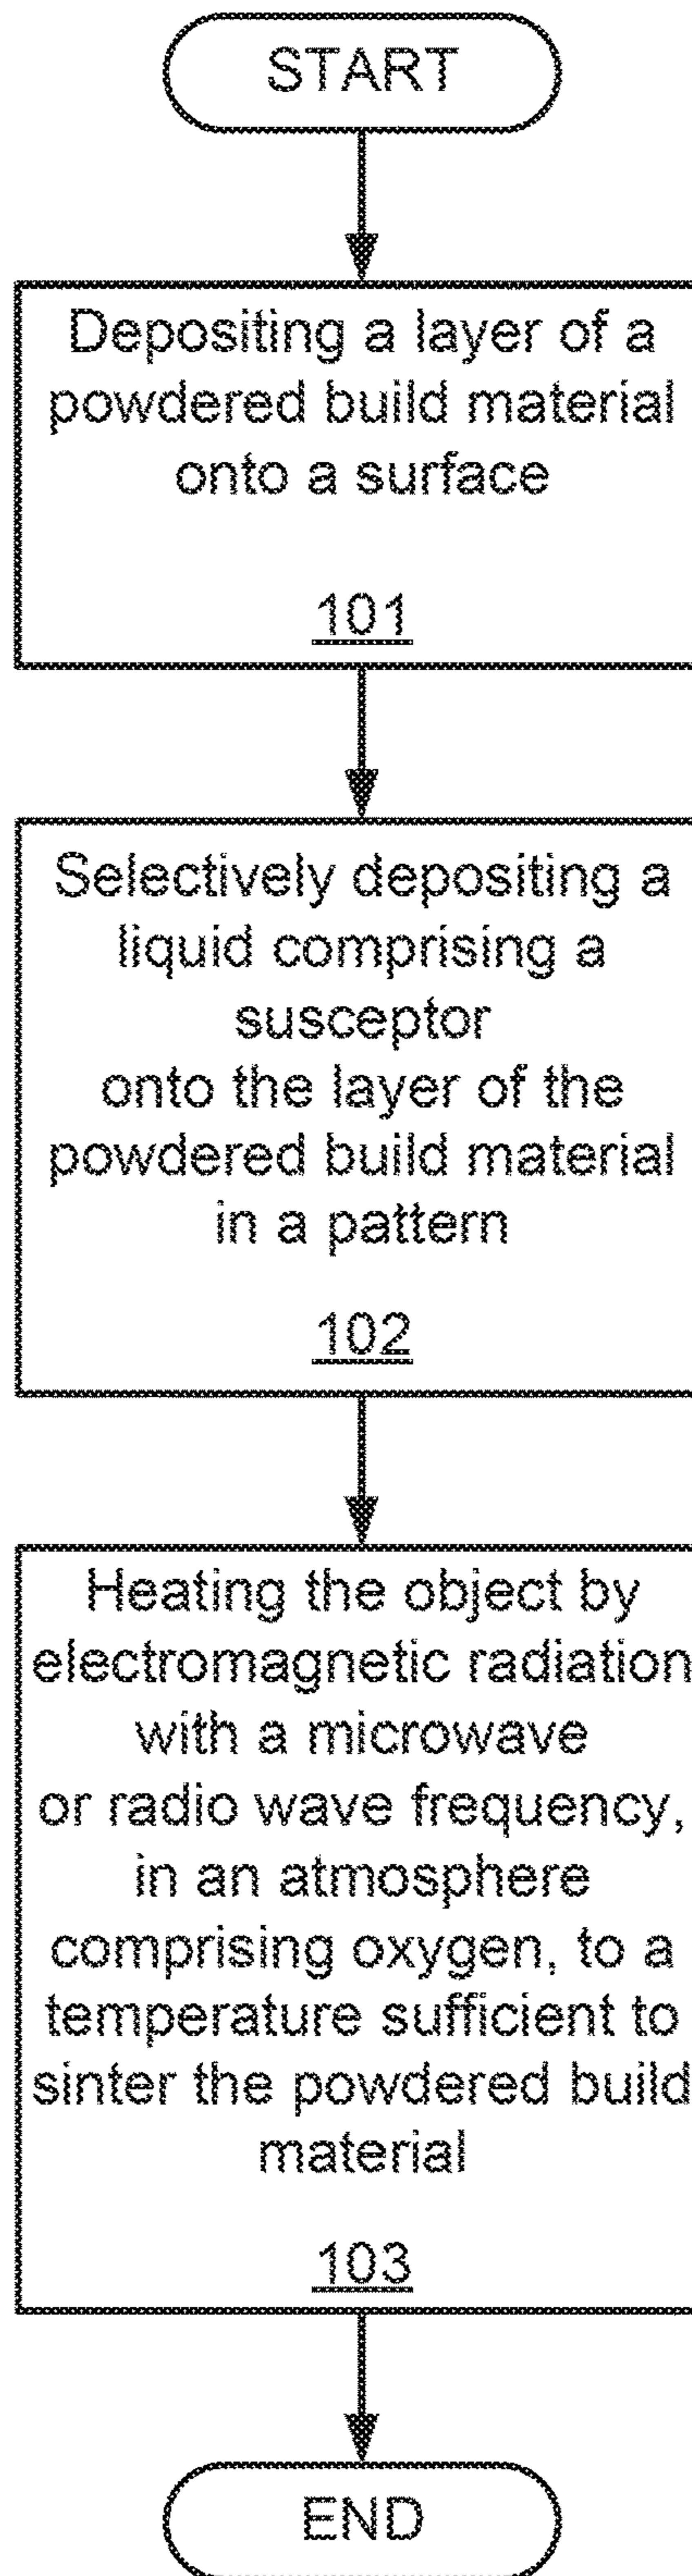 START
Depositing a layer of a
powdered build material
onto a surface
101
Selectively depositing a
liquid comprising a
susceptor
onto the layer of the
powdered build material
in a pattern
102
Heating the object by
electromagnetic radiation
with a microwave
or radio wave frequency,
in an atmosphere
comprising oxygen, to a
temperature sufficient to
sinter the powdered build
material
103
END